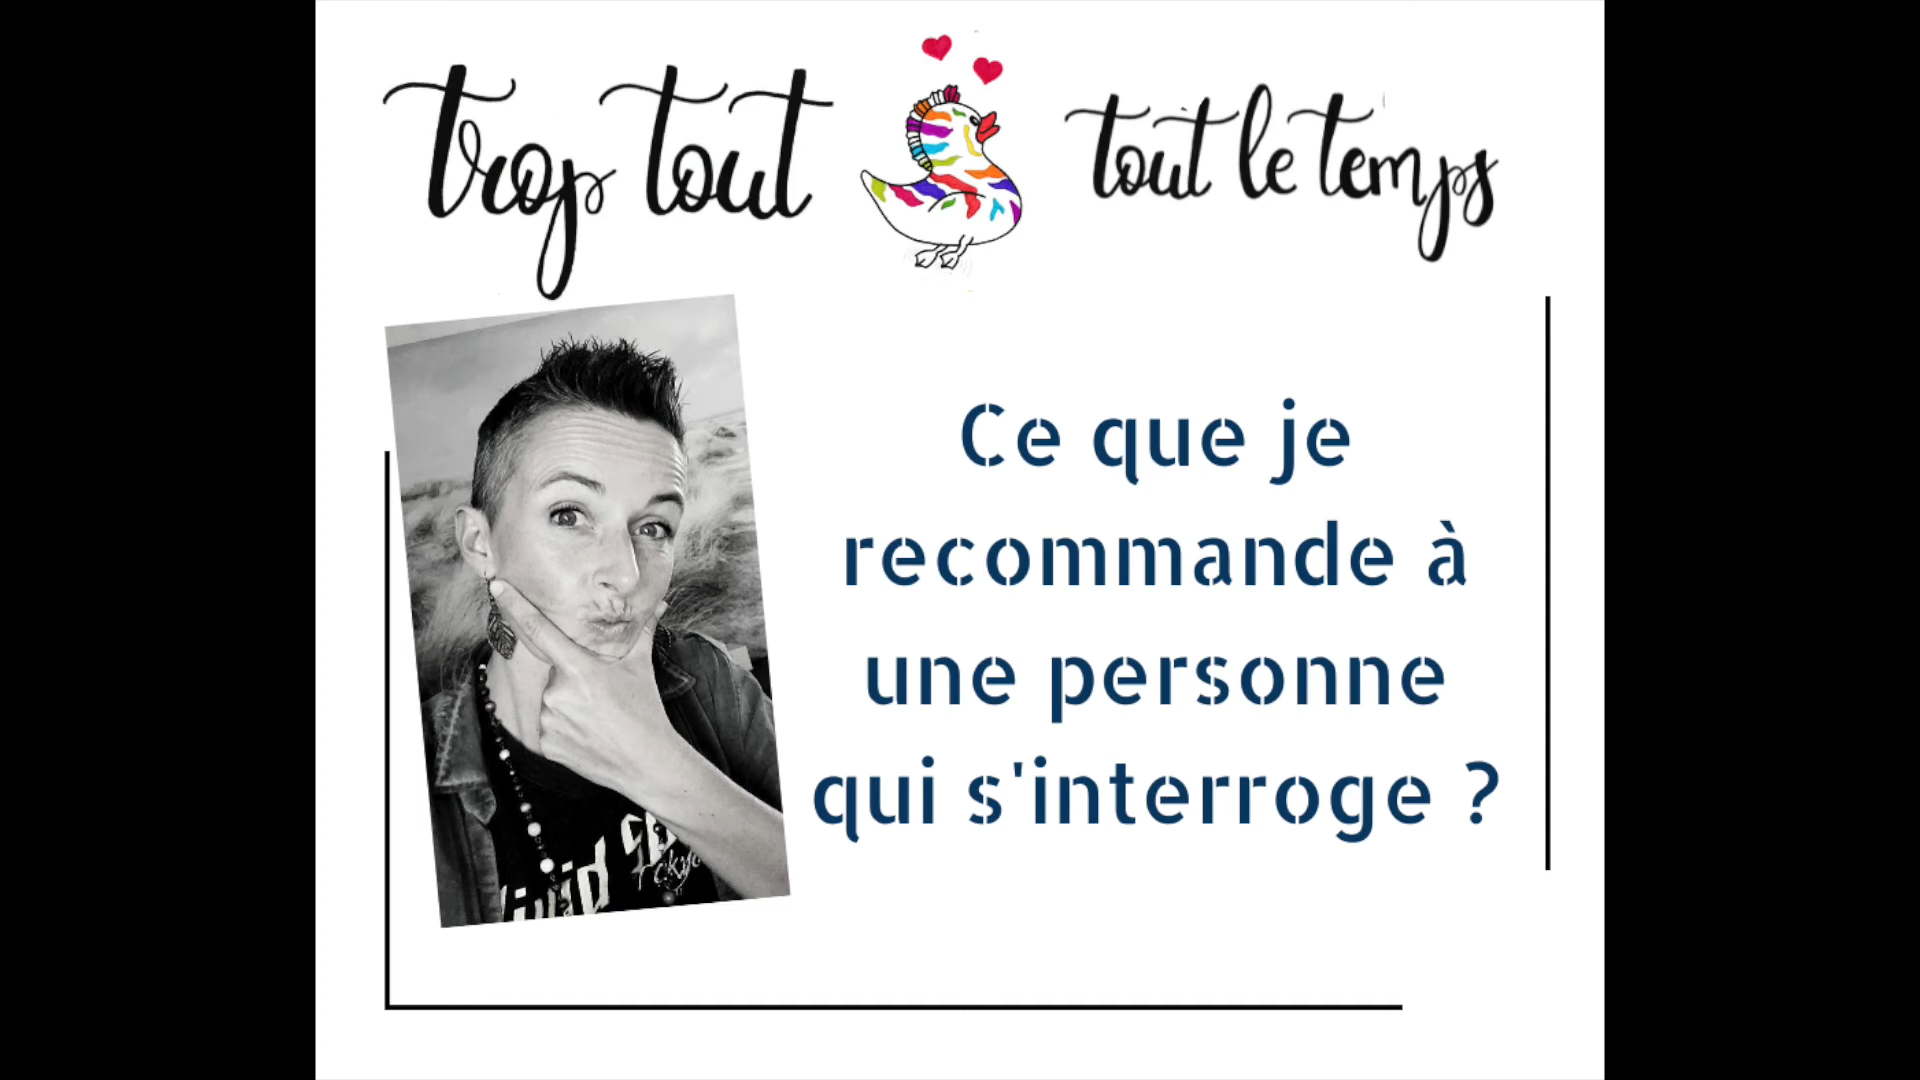 trop tout tout le temps
Ce que je
recommande à
une personne
qui s'interroge ?